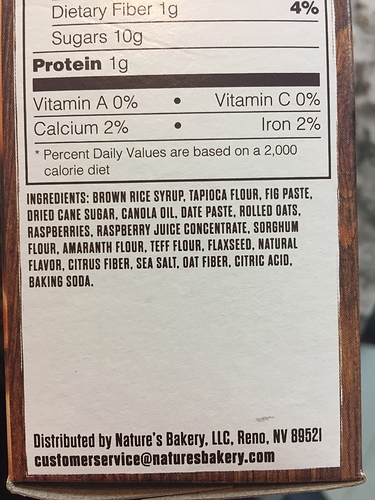 Dietary Fiber 1g 4%
Sugars 10g
Protein 1g
Vitamin A 0% • Vitamin C 0%
Calcium 2% • Iron 2%
* Percent Daily Values are based on a 2,000
calorie diet
INGREDIENTS: BROWN RICE SYRUP, TAPIOCA FLOUR, FIG PASTE,
DRIED CANE SUGAR, CANOLA OIL, DATE PASTE, ROLLED OATS,
RASPBERRIES, RASPBERRY JUICE CONCENTRATE, SORGHUM
FLOUR, AMARANTH FLOUR, TEFF FLOUR, FLAXSEED, NATURAL
FLAVOR, CITRUS FIBER, SEA SALT, OAT FIBER, CITRIC ACID,
BAKING SODA.
Distributed by Nature's Bakery, LLC, Reno, NV 89521
customerservice@naturesbakery.com